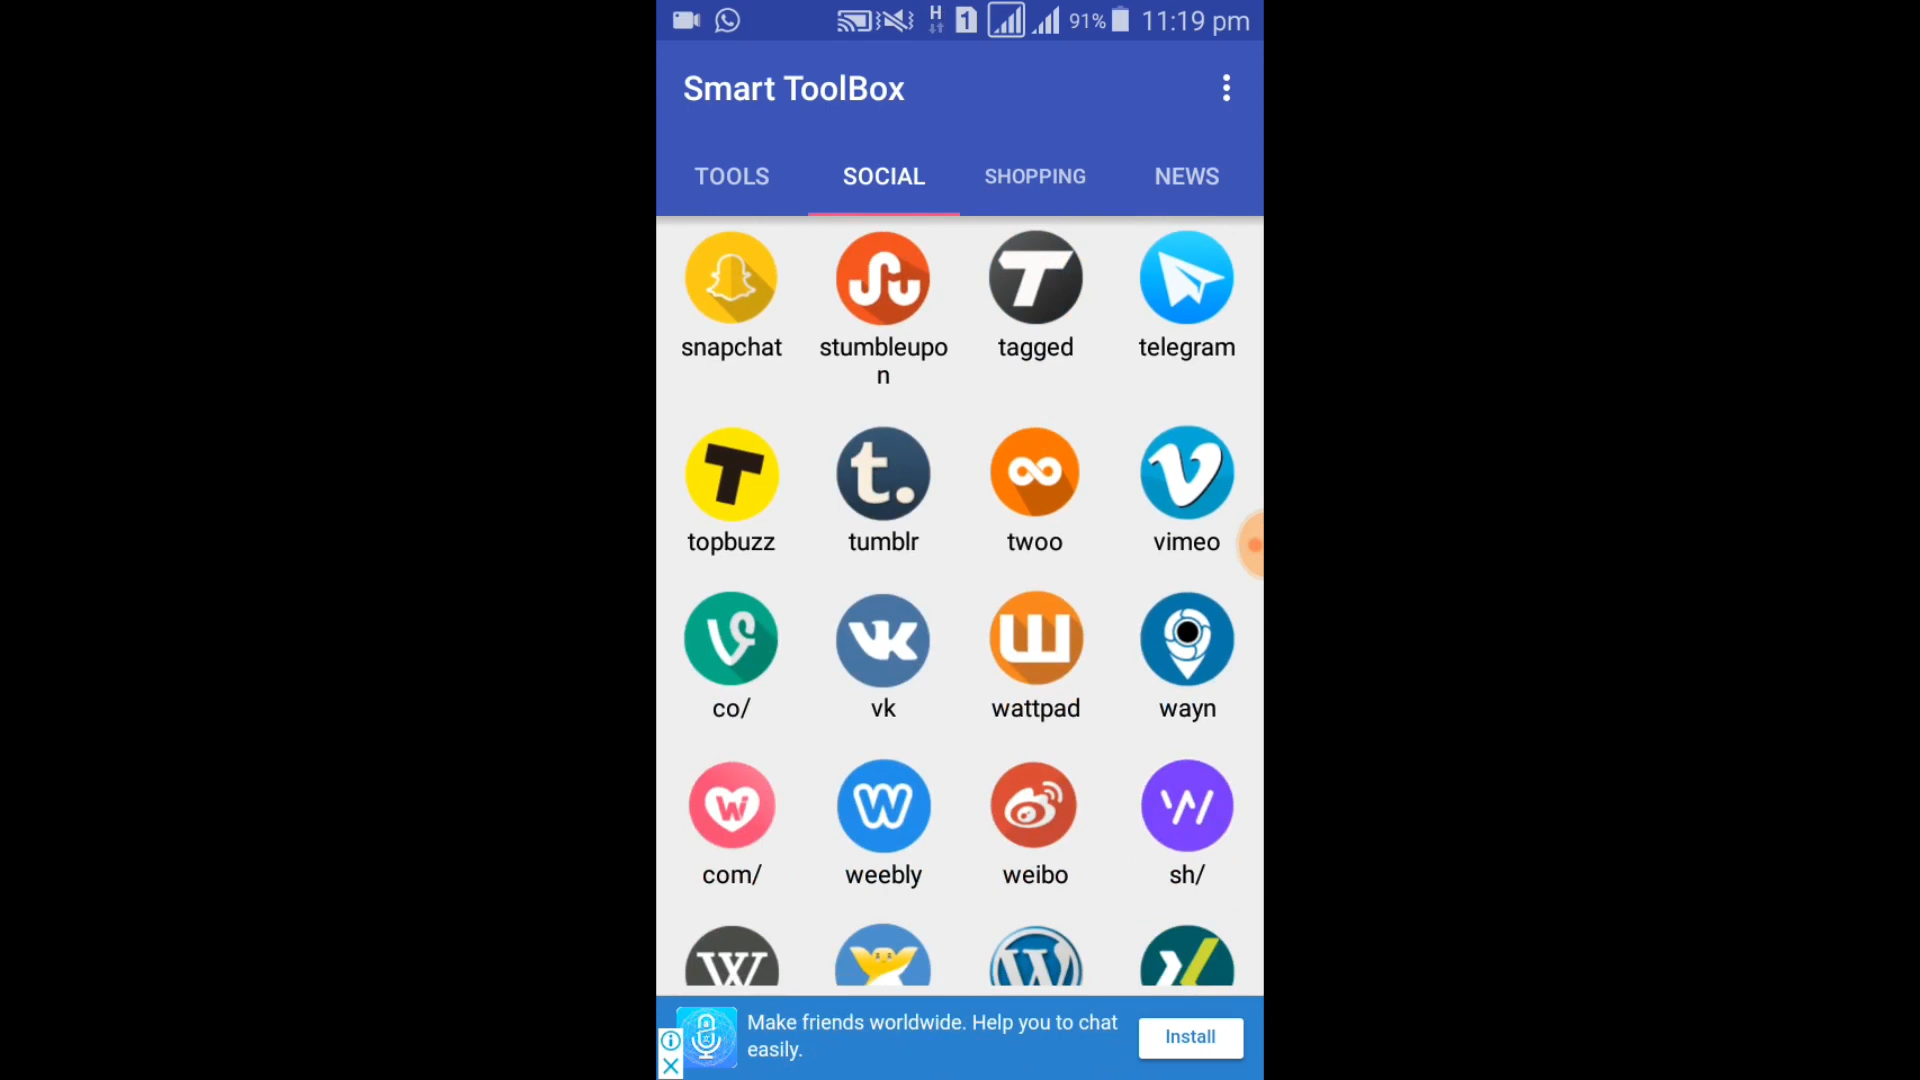 H 1 91% 11:19 pm
Smart ToolBox
TOOLS SOCIAL SHOPPING NEWS
snapchat stumbleupo tagged telegram
n
topbuzz tumblr twoo vimeo
co/ vk wattpad wayn
com/ weebly weibo sh/
Make friends worldwide. Help you to chat
easily.
Install